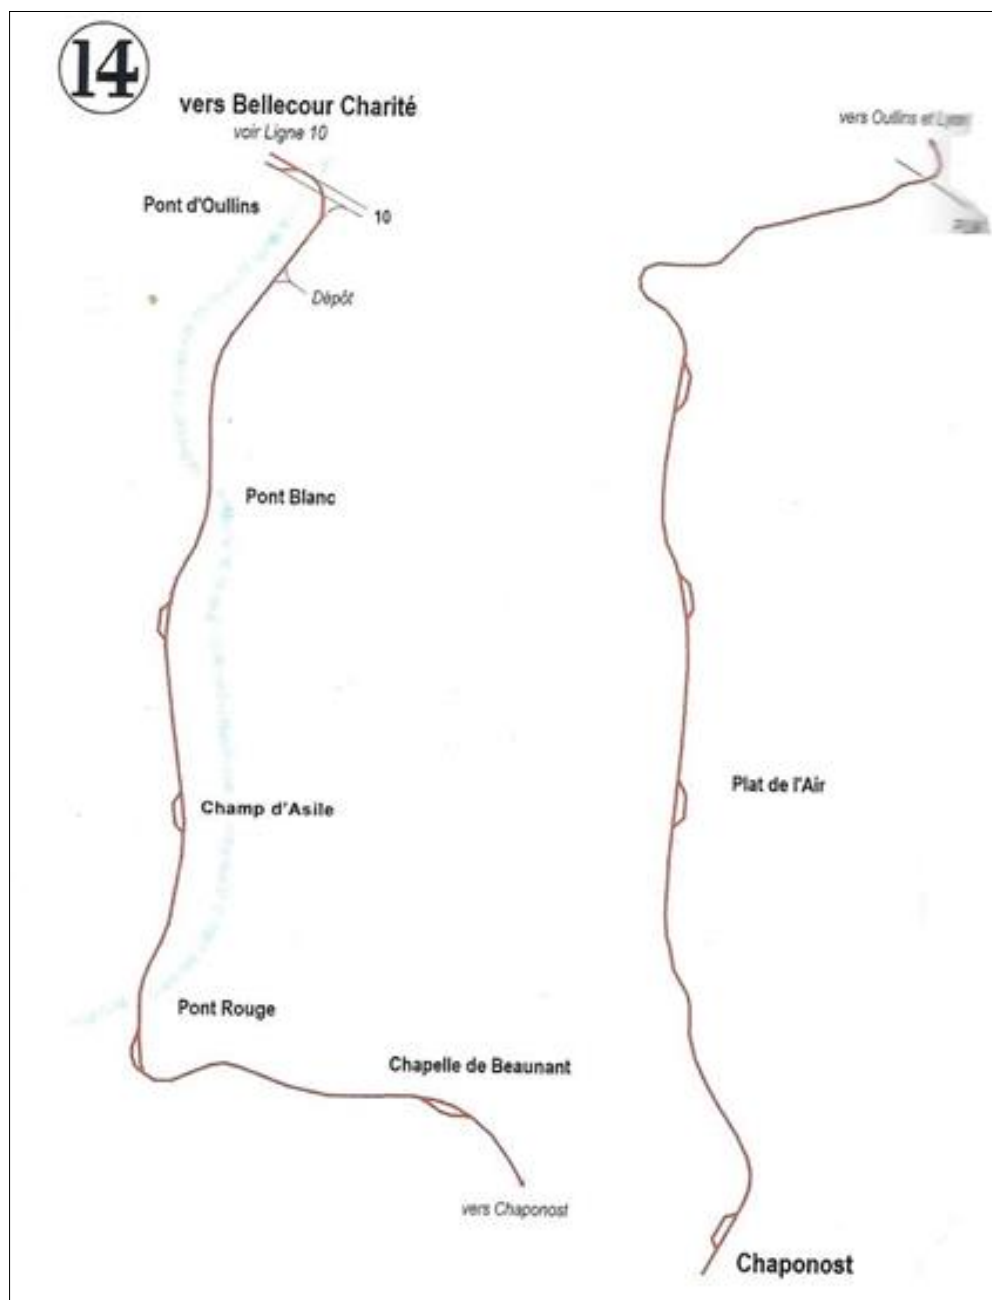 14
vers Bellecour Charité
voir Ligne 10
Pont d'Oullins
10
Dépôt
Pont Blanc
Champ d'Asile
Pont Rouge
Chapelle de Beaunant
vers Chaponost
vers Oullins et Lyon
Plat de l'Air
Chaponost